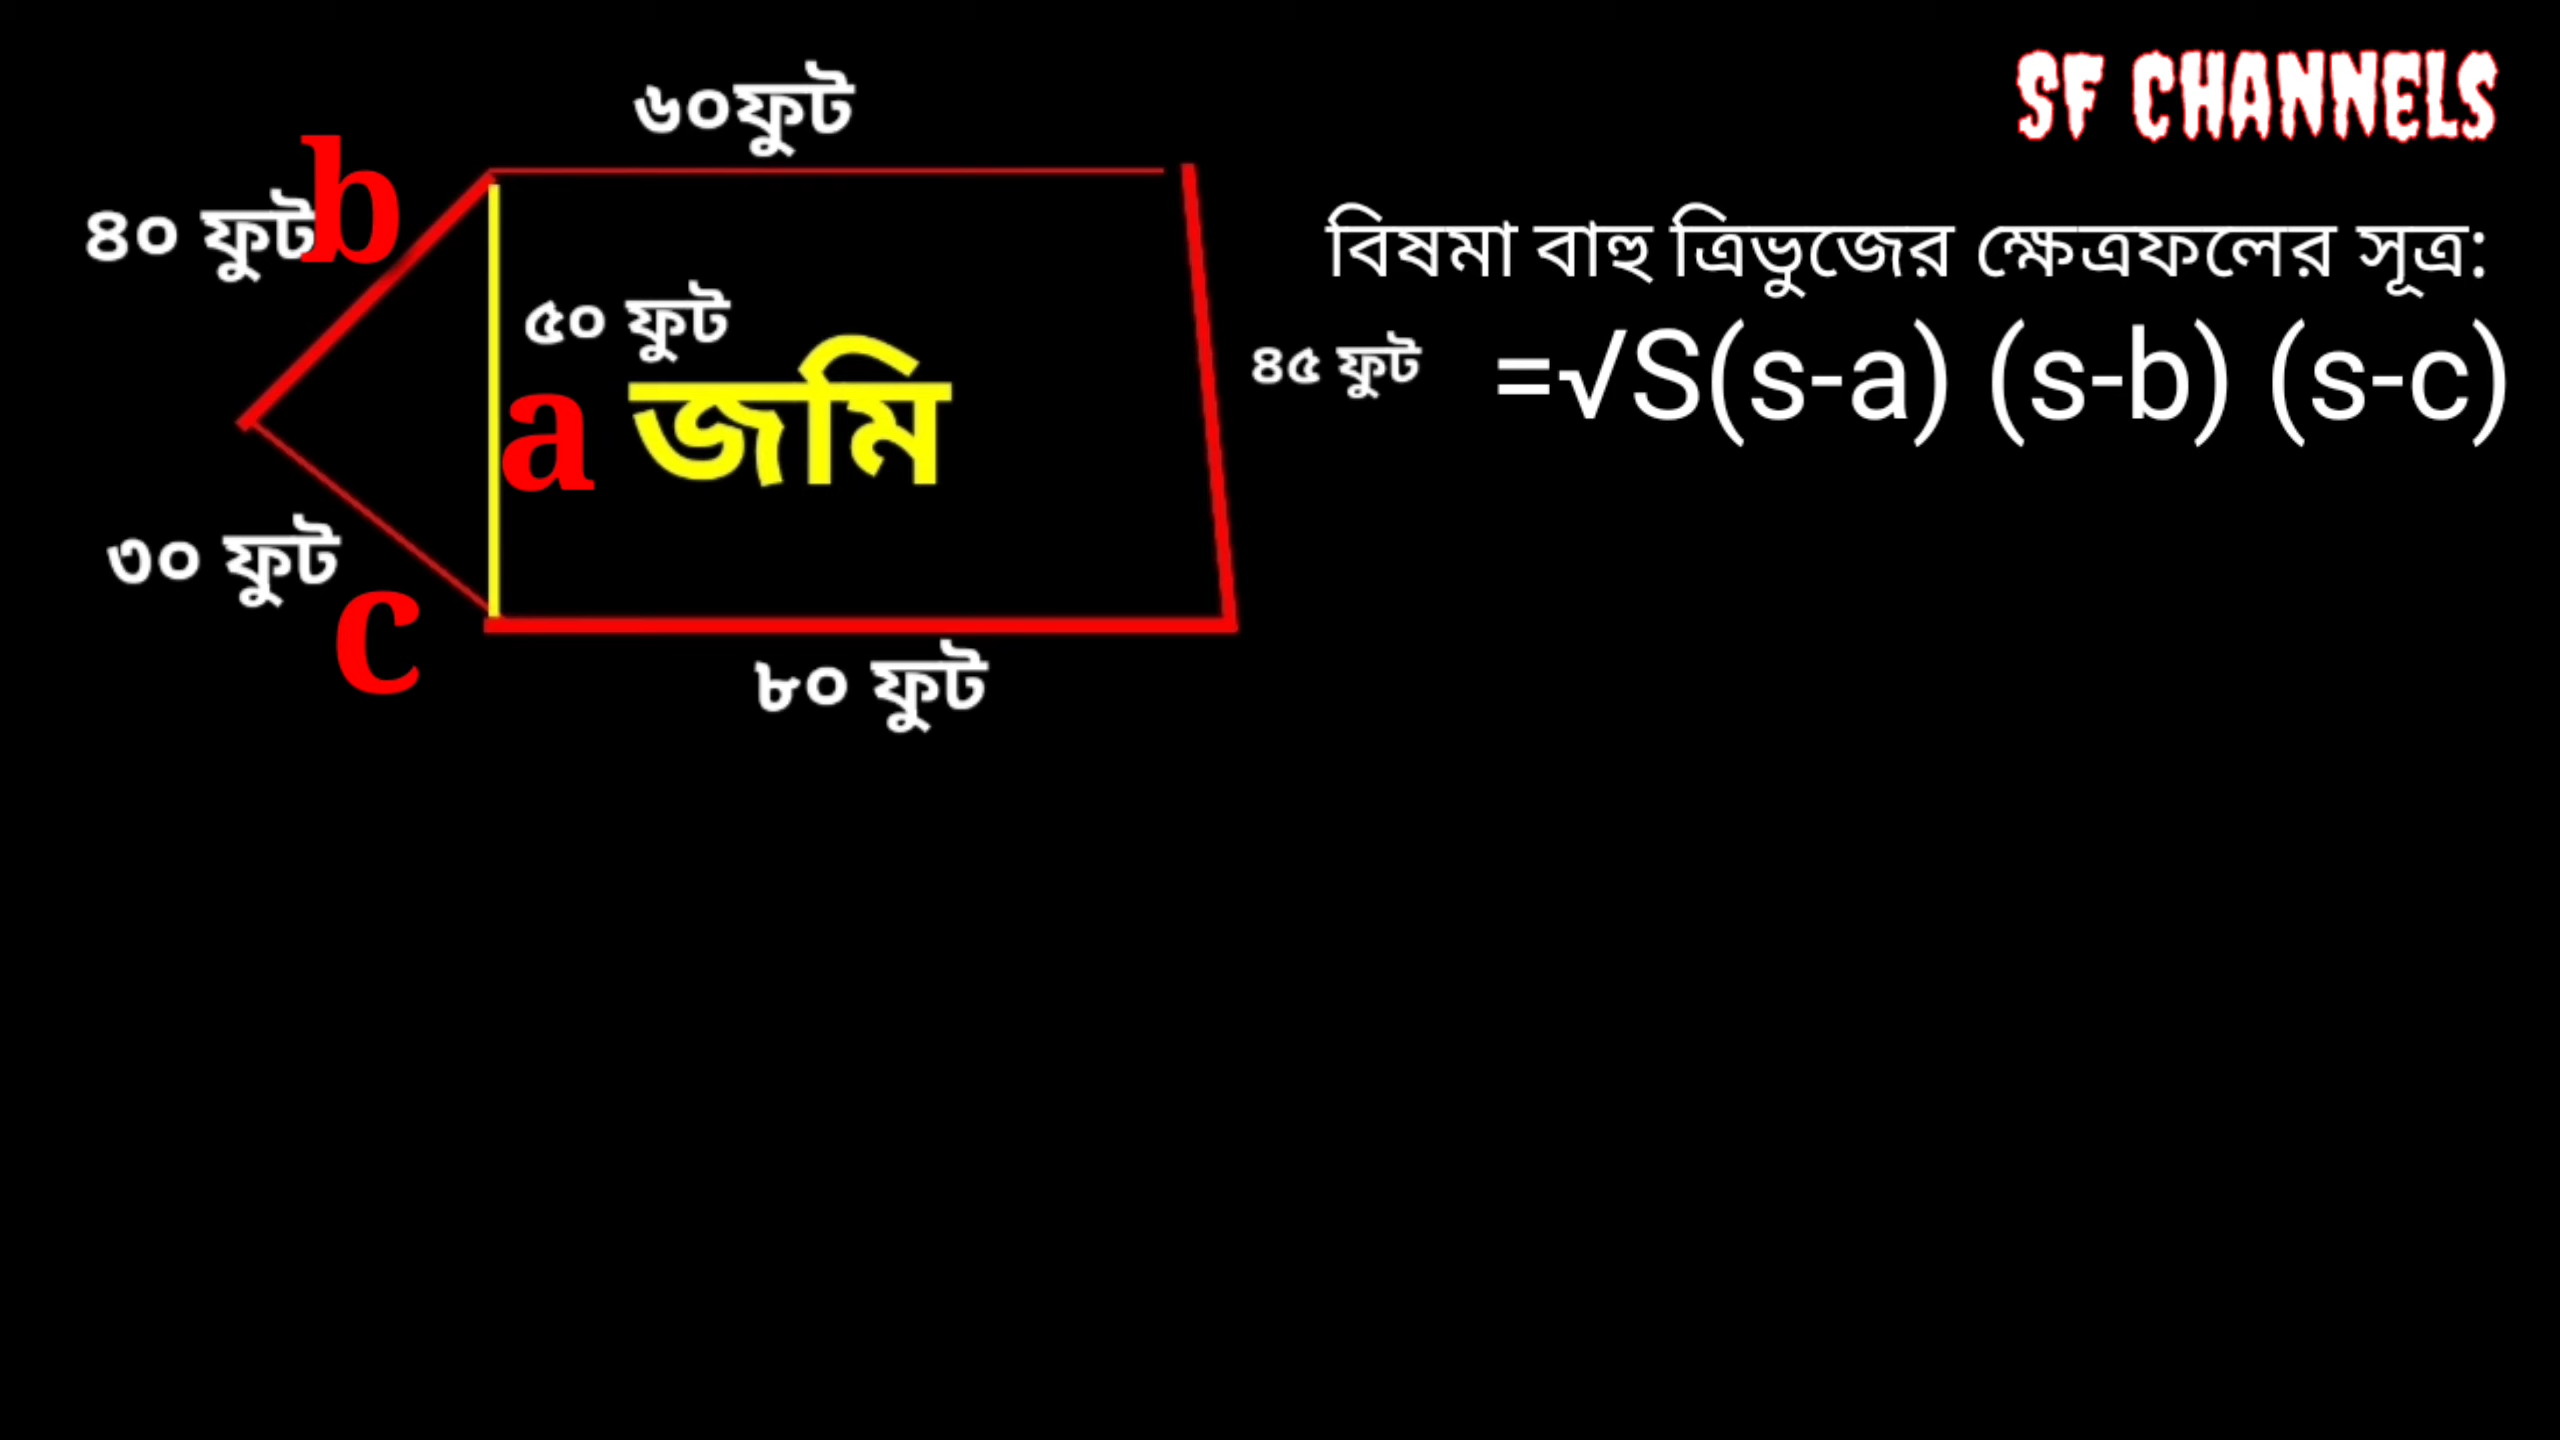 SF CHANNELS
৬০ফুট
b
৪০ ফুট
বিষমা বাহু ত্রিভুজের ক্ষেত্রফলের সূত্র:
৫০ ফুট
৪৫ ফুট
=√S(s-a) (s-b) (s-c)
a
জমি
৩০ ফুট
c
৮০ ফুট